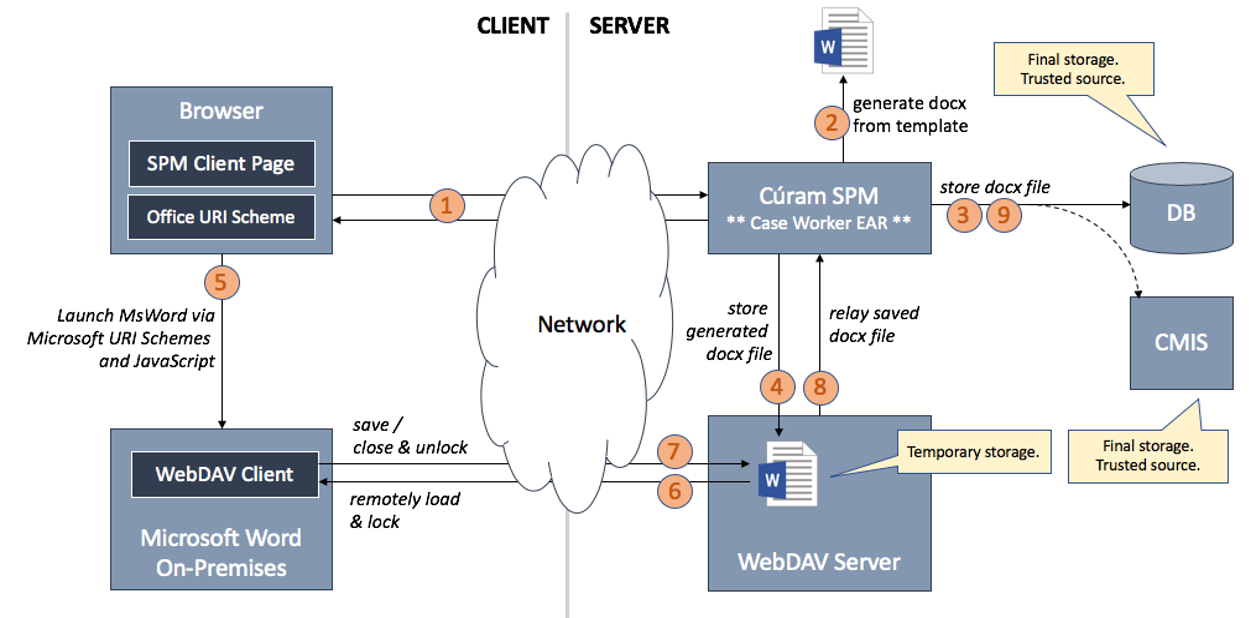 CLIENT
SERVER
W
generate docx
from template
2
Final storage.
Trusted source.
Browser
SPM Client Page
Office URI Scheme
1
Cúram SPM
** Case Worker EAR **
store docx file
3
9
DB
5
Launch MsWord via
Microsoft URI Schemes
and JavaScript
Network
store
generated
docx file
relay saved
docx file
CMIS
4
8
save /
close & unlock
7
WebDAV Client
6
remotely load
& lock
Microsoft Word
On-Premises
W
Temporary storage.
WebDAV Server
Final storage.
Trusted source.